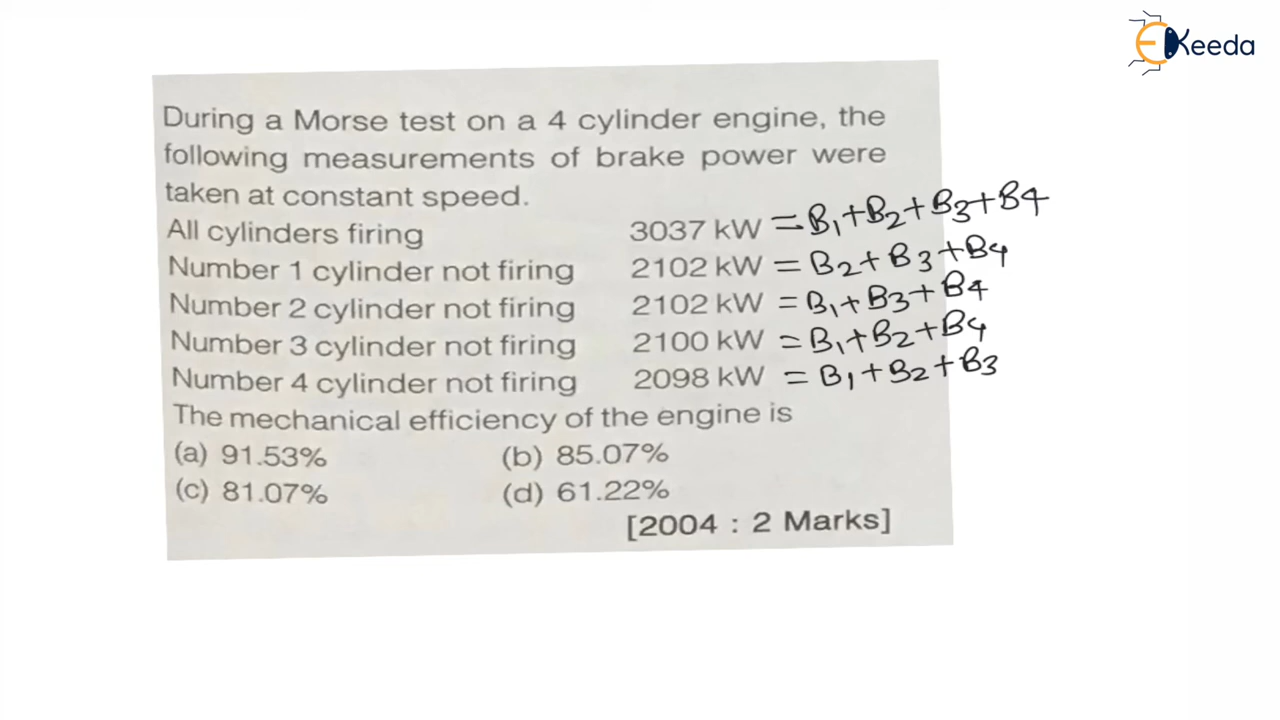 EKeeda
During a Morse test on a 4 cylinder engine, the
following measurements of brake power were
taken at constant speed.
All cylinders firing 3037 kW = B₁+B₂+B₃+B4
Number 1 cylinder not firing 2102 kW = B₂+B₃+B4
Number 2 cylinder not firing 2102 kW = B₁+B₃+B4
Number 3 cylinder not firing 2100 kW = B₁+B₂+B4
Number 4 cylinder not firing 2098 kW = B₁+B₂+B₃
The mechanical efficiency of the engine is
(a) 91.53% (b) 85.07%
(c) 81.07% (d) 61.22%
[2004 : 2 Marks]